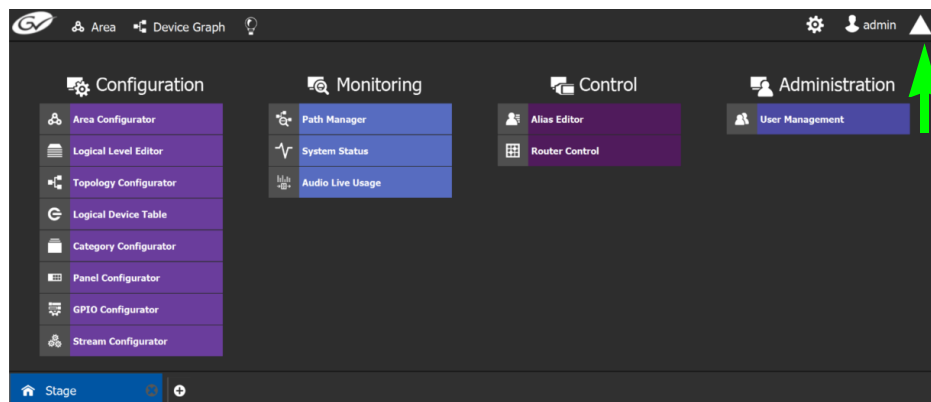 GV Area Device Graph admin
Configuration
Area Configurator
Logical Level Editor
Topology Configurator
Logical Device Table
Category Configurator
Panel Configurator
GPIO Configurator
Stream Configurator
Monitoring
Path Manager
System Status
Audio Live Usage
Control
Alias Editor
Router Control
Administration
User Management
Stage